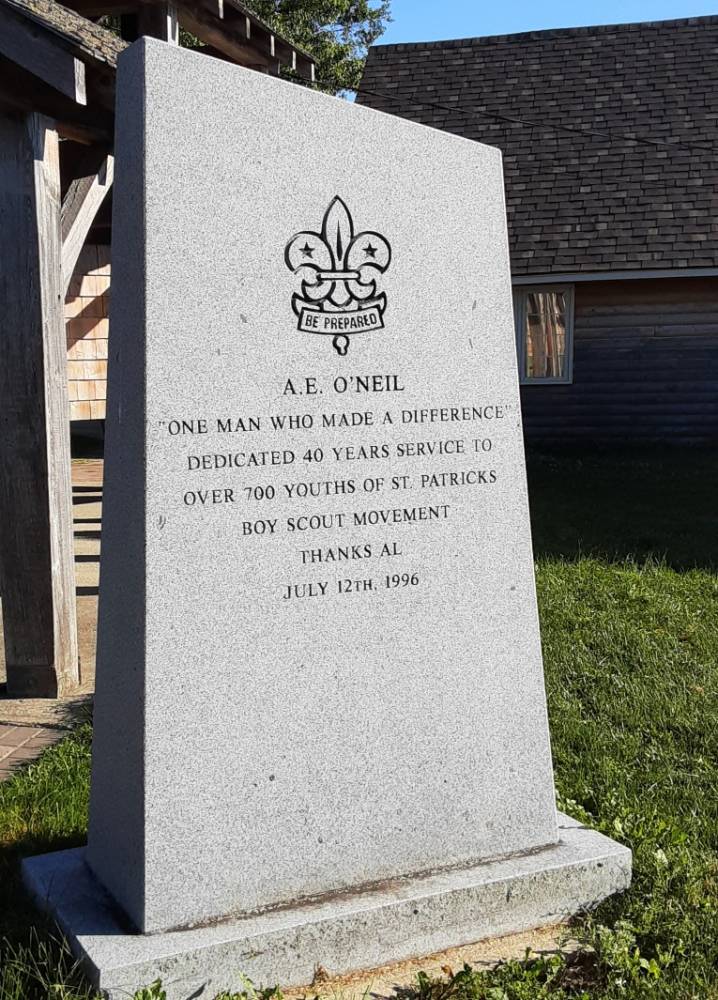 BE PREPARED
A.E. O'NEIL
"ONE MAN WHO MADE A DIFFERENCE"
DEDICATED 40 YEARS SERVICE TO
OVER 700 YOUTHS OF ST. PATRICKS
BOY SCOUT MOVEMENT
THANKS AL
JULY 12TH, 1996